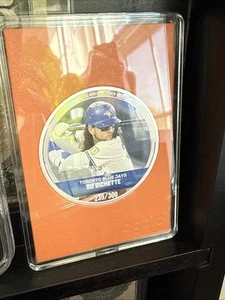 TORONTO BLUE JAYS
BO BICHETTE
235/300